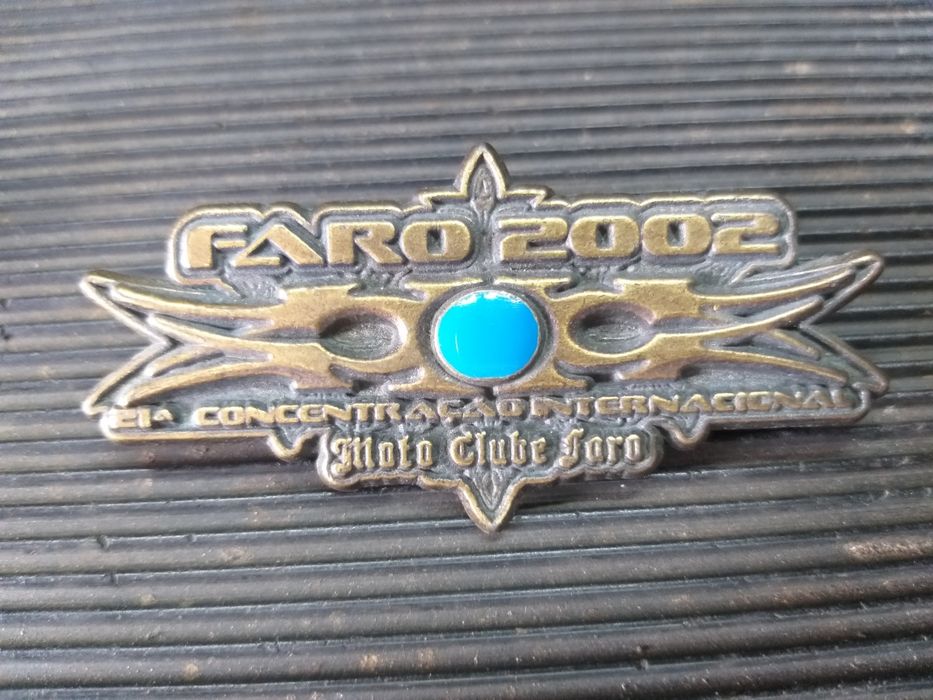 FARO 2002
21ª CONCENTRAÇÃO INTERNACIONAL
Moto Clube Faro